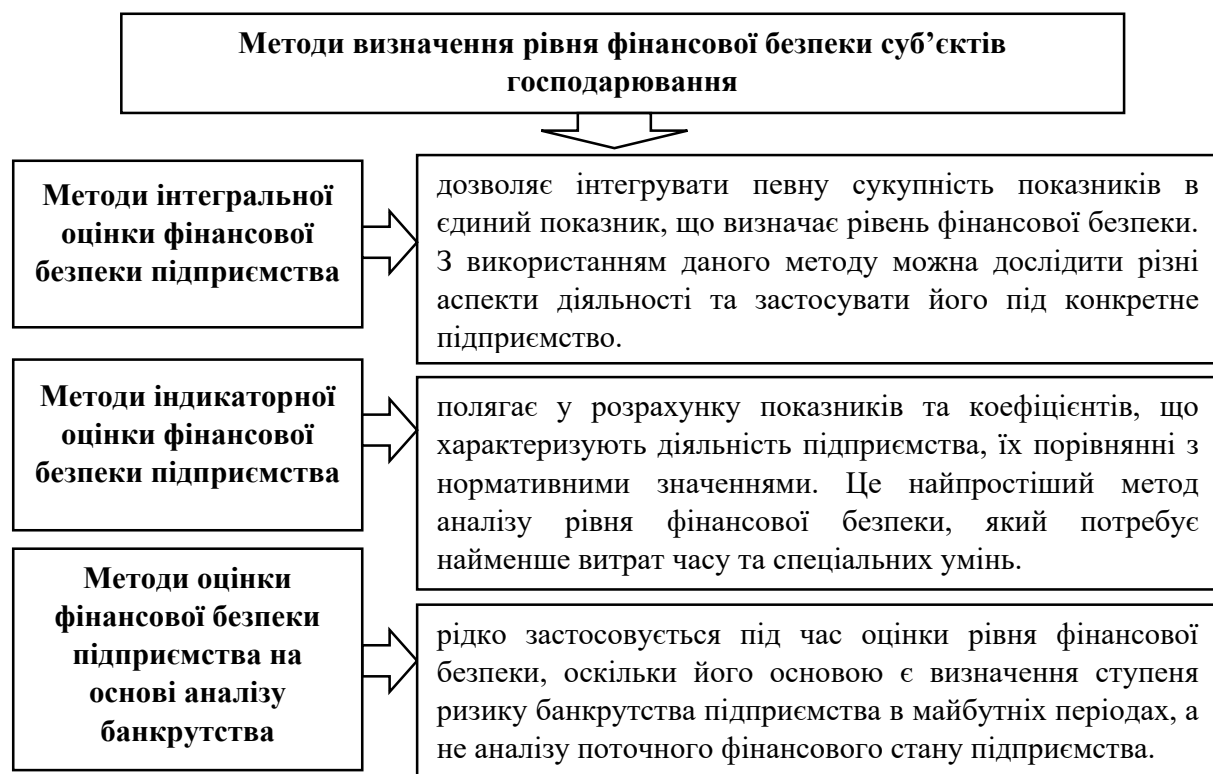 Методи визначення рівня фінансової безпеки суб’єктів
господарювання
Методи інтегральної
оцінки фінансової
безпеки підприємства
дозволяє інтегрувати певну сукупність показників в
єдиний показник, що визначає рівень фінансової безпеки.
З використанням даного методу можна дослідити різні
аспекти діяльності та застосувати його під конкретне
підприємство.
Методи індикаторної
оцінки фінансової
безпеки підприємства
полягає у розрахунку показників та коефіцієнтів, що
характеризують діяльність підприємства, їх порівнянні з
нормативними значеннями. Це найпростіший метод
аналізу рівня фінансової безпеки, який потребує
найменше витрат часу та спеціальних умінь.
Методи оцінки
фінансової безпеки
підприємства на
основі аналізу
банкрутства
рідко застосовується під час оцінки рівня фінансової
безпеки, оскільки його основою є визначення ступеня
ризику банкрутства підприємства в майбутніх періодах, а
не аналізу поточного фінансового стану підприємства.